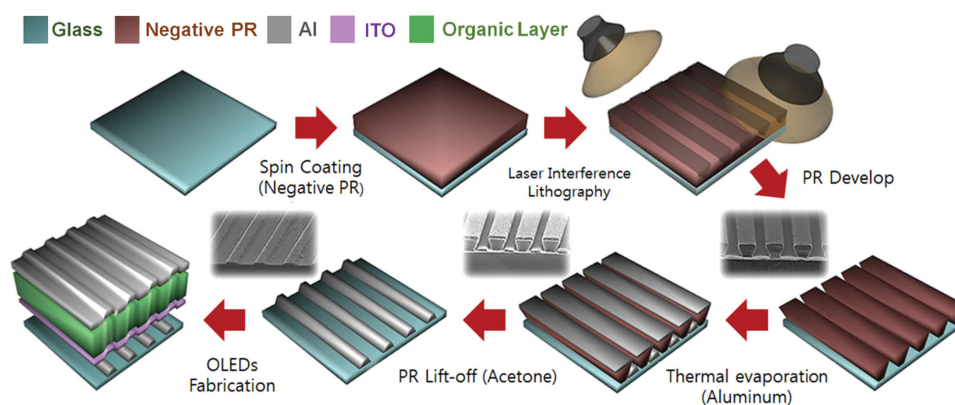 Glass Negative PR Al ITO Organic Layer
Spin Coating
(Negative PR)
Laser Interference
Lithography
PR Develop
OLEDs
Fabrication
PR Lift-off (Acetone)
Thermal evaporation
(Aluminum)